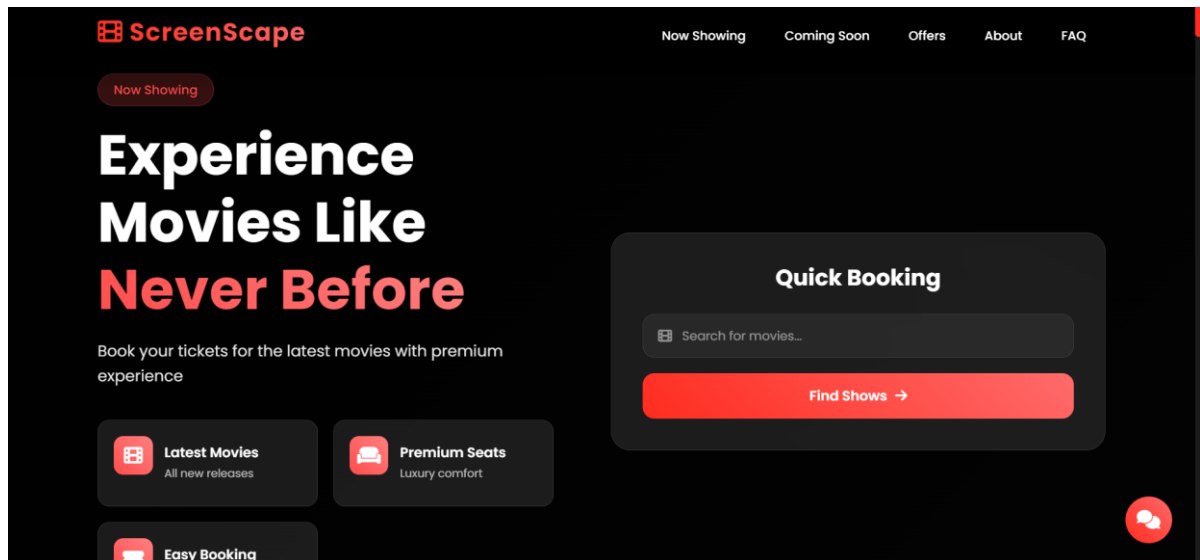 ScreenScape
Now Showing
Coming Soon
Offers
About
FAQ
Now Showing
Experience
Movies Like
Never Before
Book your tickets for the latest movies with premium
experience
Latest Movies
All new releases
Premium Seats
Luxury comfort
Easy Booking
Quick Booking
Search for movies...
Find Shows →